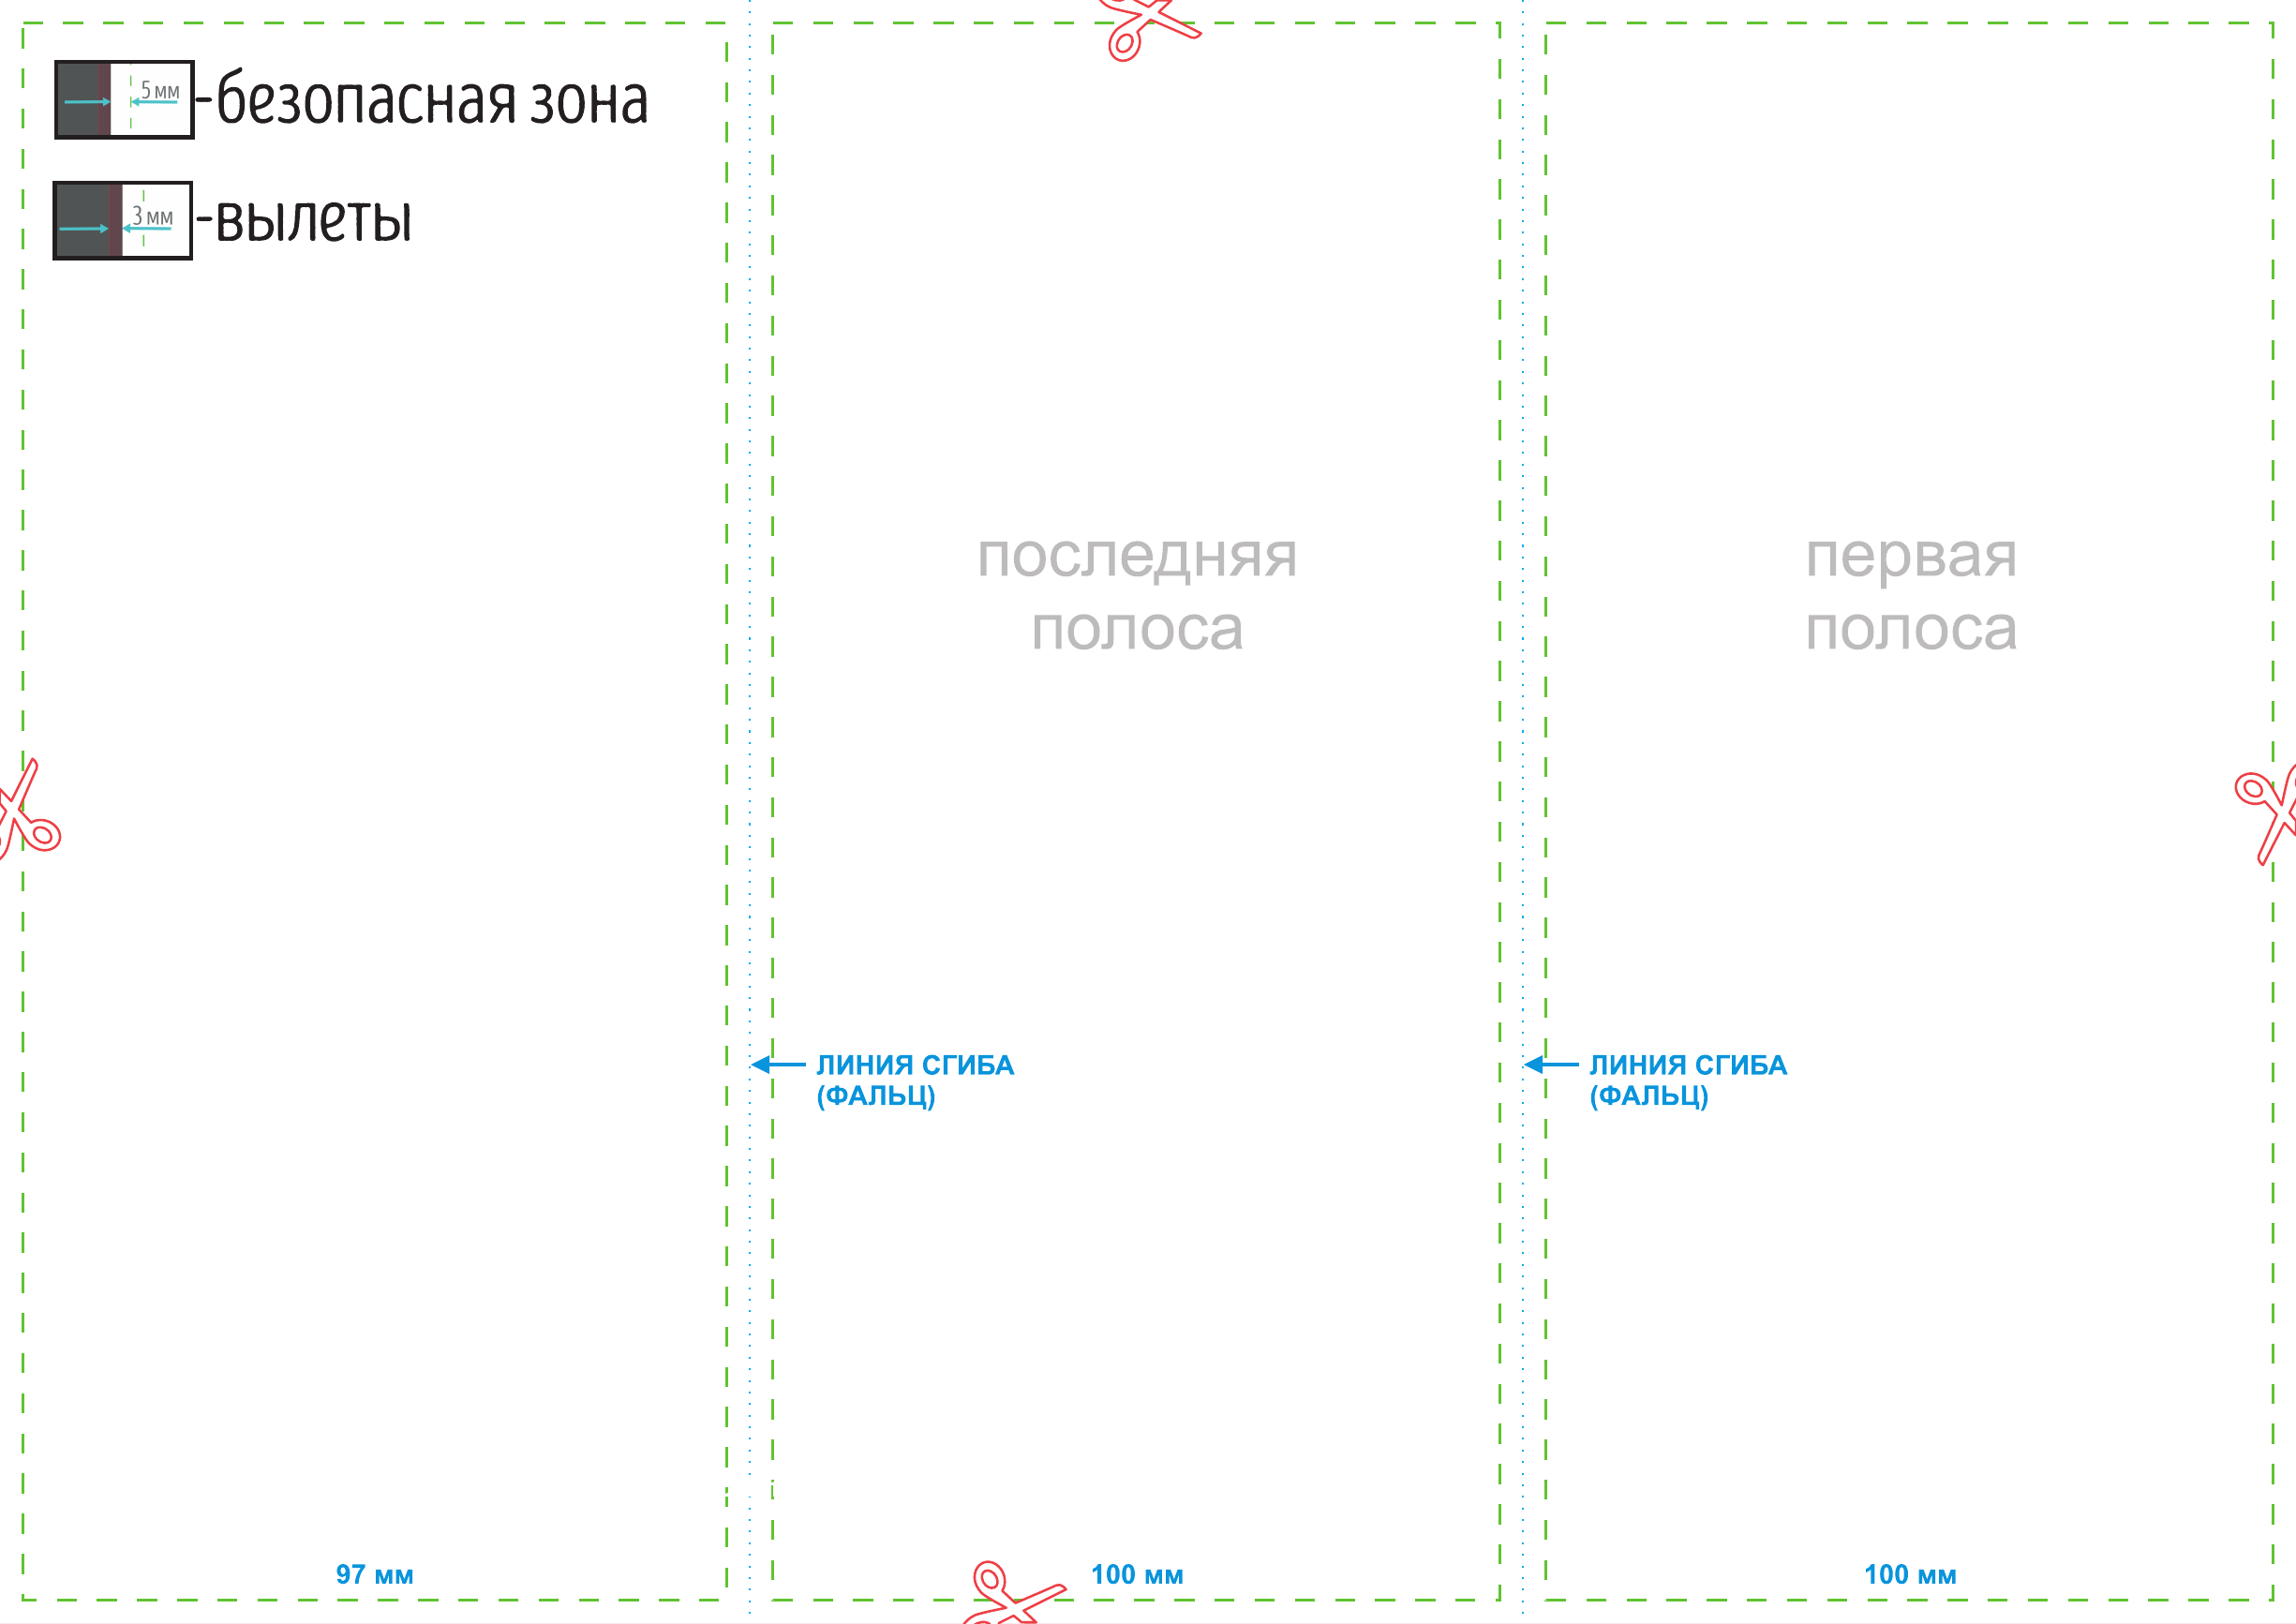 5 мм
-безопасная зона
3 мм
-вылеты
последняя
полоса
первая
полоса
ЛИНИЯ СГИБА
(ФАЛЬЦ)
ЛИНИЯ СГИБА
(ФАЛЬЦ)
97 мм
100 мм
100 мм